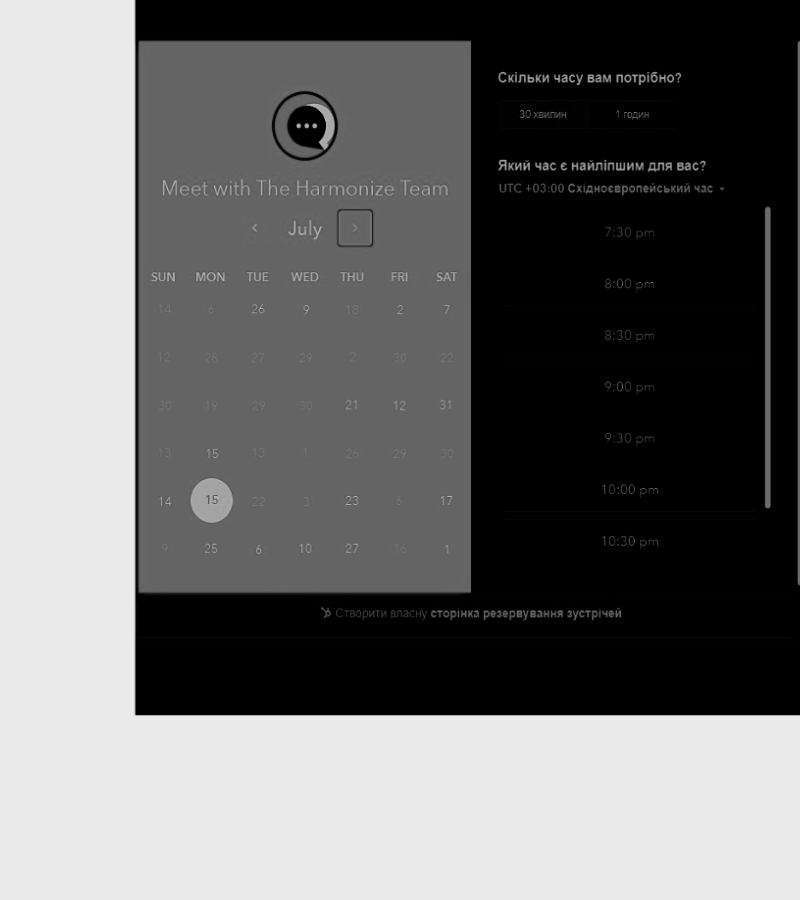 Meet with The Harmonize Team
July
SUN MON TUE WED THU FRI SAT
14 6 26 9 18 2 7
12 28 27 29 2 30 22
30 19 29 30 21 12 31
13 15 13 1 26 29 30
14 15 22 3 23 6 17
9 25 6 10 27 16 1
Скільки часу вам потрібно?
30 хвилин 1 годин
Який час є найліпшим для вас?
UTC +03:00 Східноєвропейський час
7:30 pm
8:00 pm
8:30 pm
9:00 pm
9:30 pm
10:00 pm
10:30 pm
Створити власну сторінка резервування зустрічей